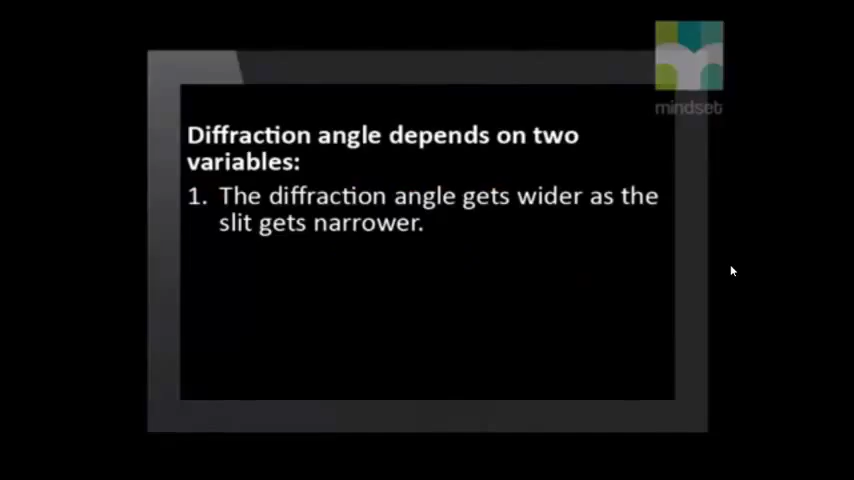 mindset
Diffraction angle depends on two
variables:
1. The diffraction angle gets wider as the
slit gets narrower.